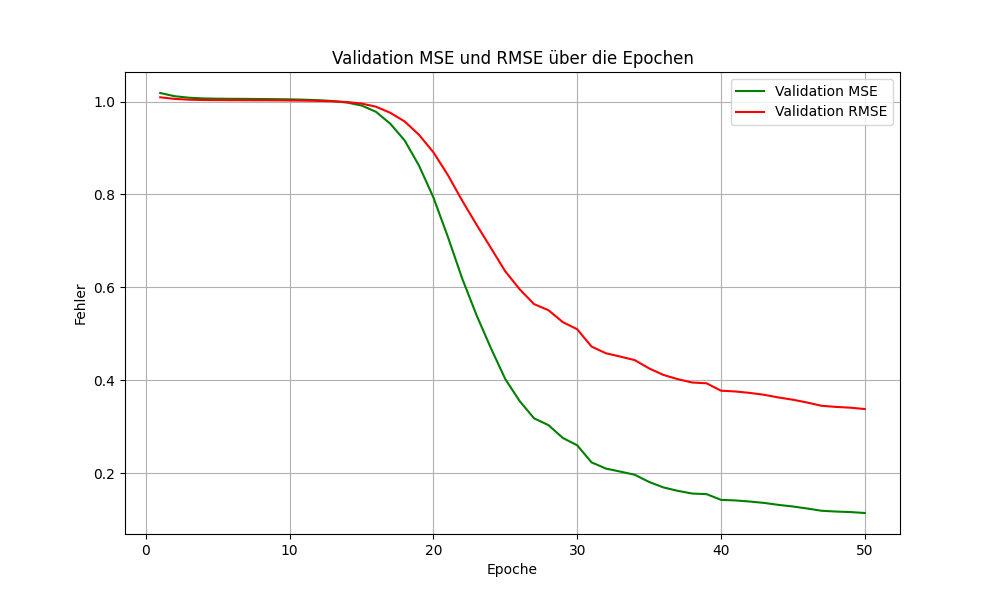 Validation MSE und RMSE über die Epochen
Validation MSE
Validation RMSE
1.0
0.8
0.6
0.4
0.2
Fehler
0 10 20 30 40 50
Epoche